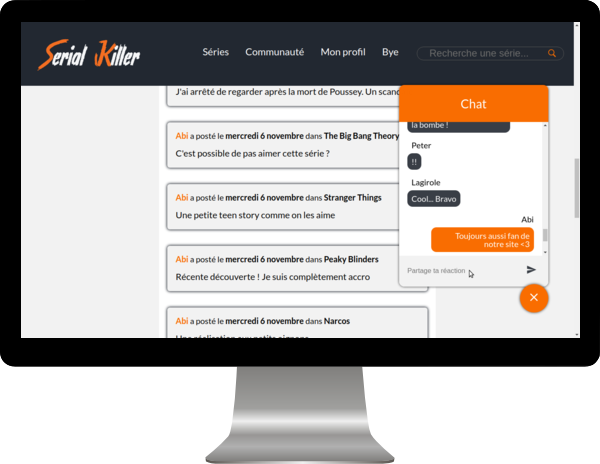 Serial Killer
Séries Communauté Mon profil Bye Recherche une série...
J'ai arrêté de regarder après la mort de Poussey. Un scand
Abi a posté le mercredi 6 novembre dans The Big Bang Theory
C'est possible de pas aimer cette série ?
Abi a posté le mercredi 6 novembre dans Stranger Things
Une petite teen story comme on les aime
Abi a posté le mercredi 6 novembre dans Peaky Blinders
Récente découverte ! Je suis complètement accro
Abi a posté le mercredi 6 novembre dans Narcos
Une réalisation aux petits oignons
Chat
la bombe !
Peter
!!
Lagirole
Cool... Bravo
Abi
Toujours aussi fan de
notre site <3
Partage ta réaction